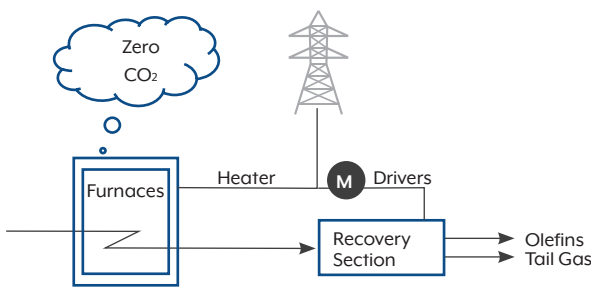 Zero
CO₂
Furnaces
Heater
M
Drivers
Recovery
Section
Olefins
Tail Gas